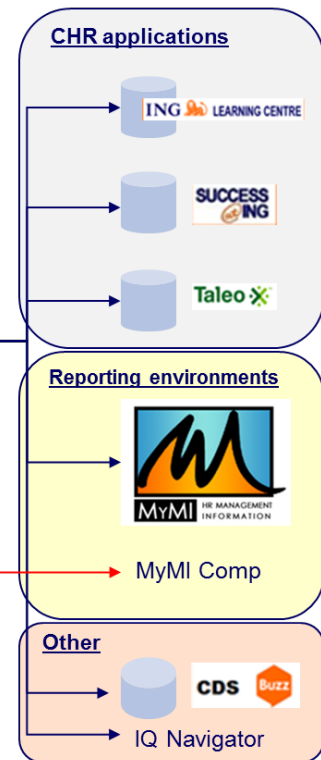 CHR applications
ING LEARNING CENTRE
SUCCESS
at ING
Taleo
Reporting environments
MYMI HR MANAGEMENT
INFORMATION
MyMI Comp
Other
CDS Buzz
IQ Navigator